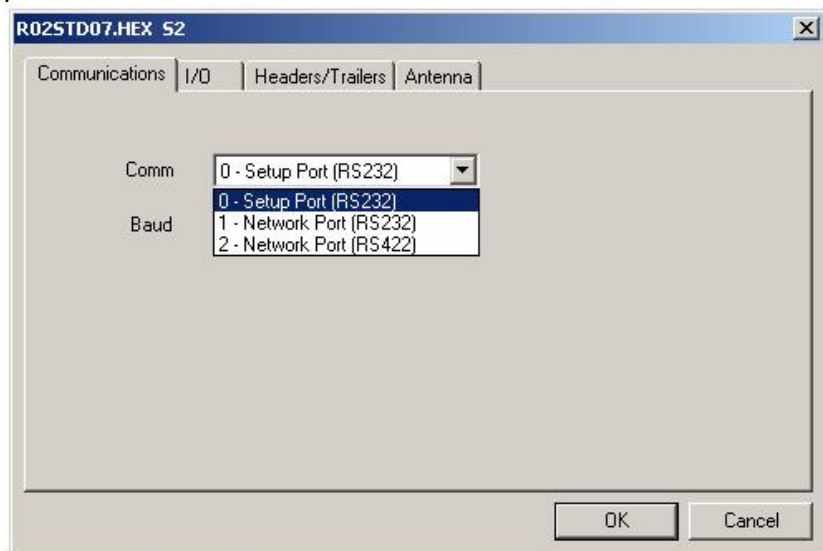 R02STD07.HEX S2
Communications I/O Headers/Trailers Antenna
Comm 0 - Setup Port (RS232)
0 - Setup Port (RS232)
Baud 1 - Network Port (RS232)
2 - Network Port (RS422)
OK Cancel